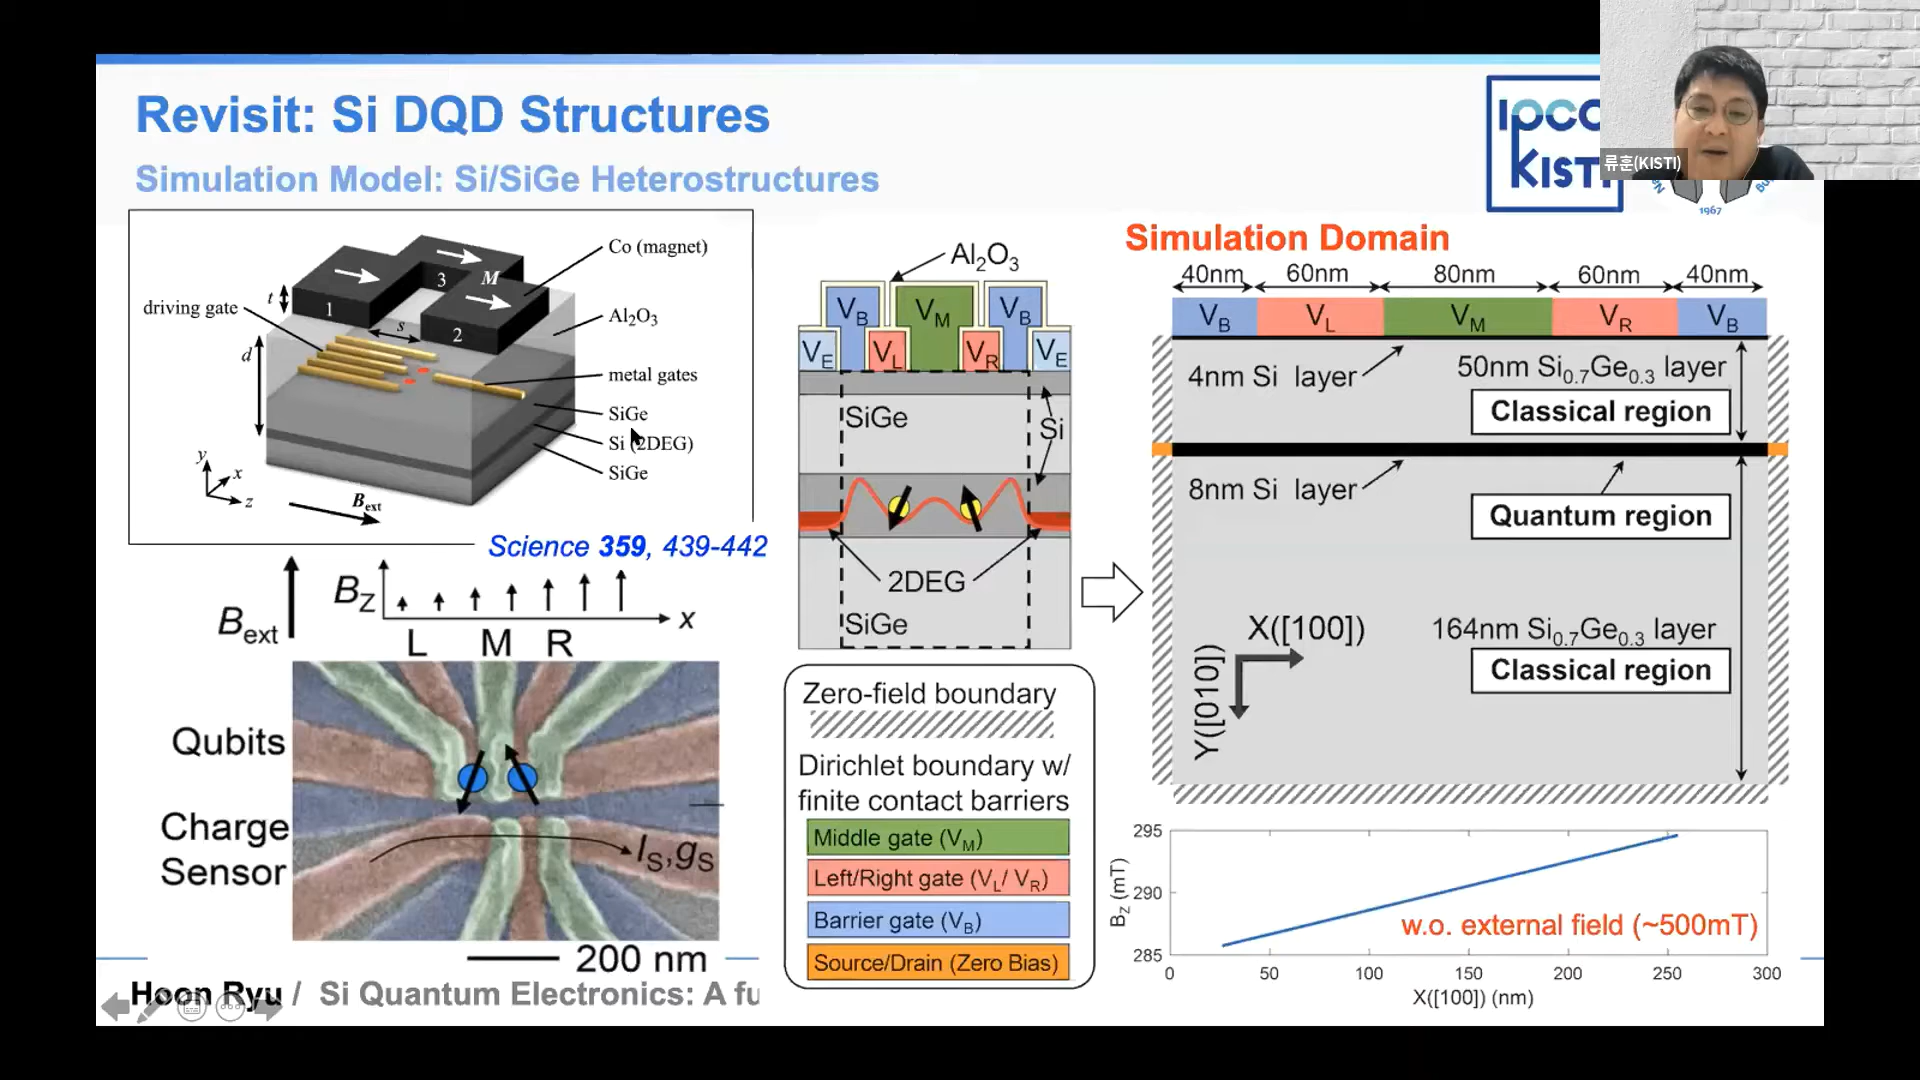 Revisit: Si DQD Structures
Simulation Model: Si/SiGe Heterostructures
IPCC
KISTI
류훈(KISTI)
1967
Co (magnet)
driving gate
t
1
3
M
2
s
d
Al₂O₃
metal gates
SiGe
Si (2DEG)
SiGe
y
x
z
B_ext
Science 359, 439-442
B_ext
B_Z
x
L M R
Qubits
Charge
Sensor
I_S,g_S
200 nm
Hoon Ryu / Si Quantum Electronics: A fu
Al₂O₃
V_B V_M V_B
V_E V_L V_R V_E
SiGe
Si
2DEG
SiGe
Zero-field boundary
Dirichlet boundary w/
finite contact barriers
Middle gate (V_M)
Left/Right gate (V_L/ V_R)
Barrier gate (V_B)
Source/Drain (Zero Bias)
Simulation Domain
40nm 60nm 80nm 60nm 40nm
V_B V_L V_M V_R V_B
4nm Si layer
50nm Si₀.₇Ge₀.₃ layer
Classical region
8nm Si layer
Quantum region
X([100])
Y([010])
164nm Si₀.₇Ge₀.₃ layer
Classical region
295
290
285
B_Z (mT)
w.o. external field (~500mT)
0 50 100 150 200 250 300
X([100]) (nm)